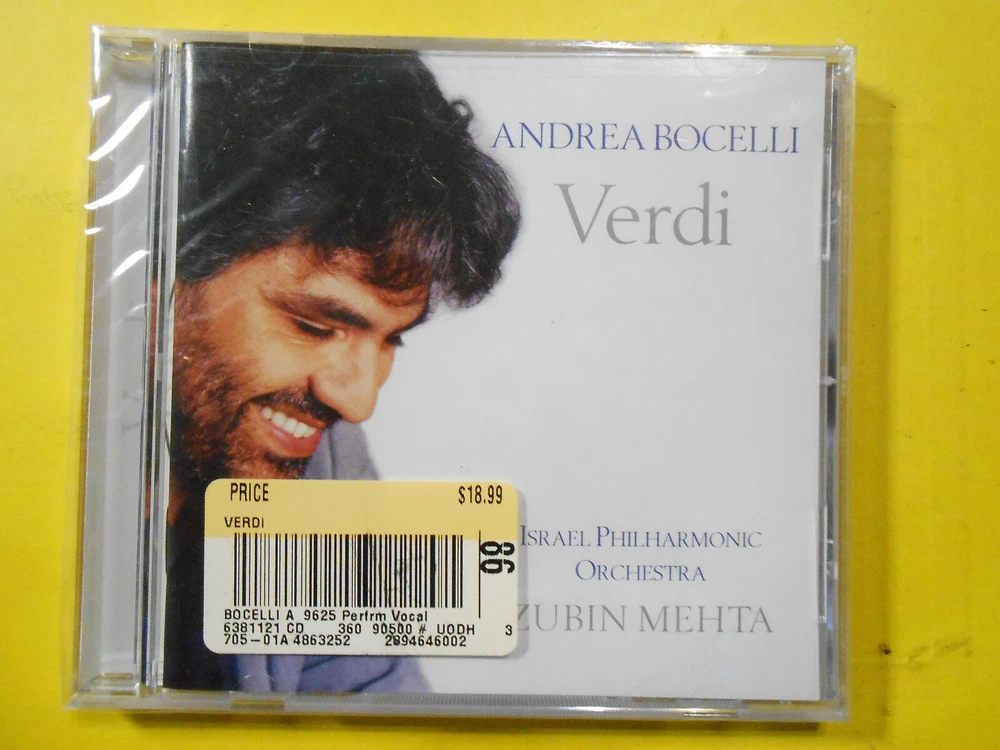 ANDREA BOCELLI
Verdi
ISRAEL PHILHARMONIC
ORCHESTRA
ZUBIN MEHTA
PRICE $18.99
VERDI
86
BOCELLI A 9625 Perfrm Vocal
6381121 CD 360 90500 # UODH 3
705-01A 4863252 2894646002